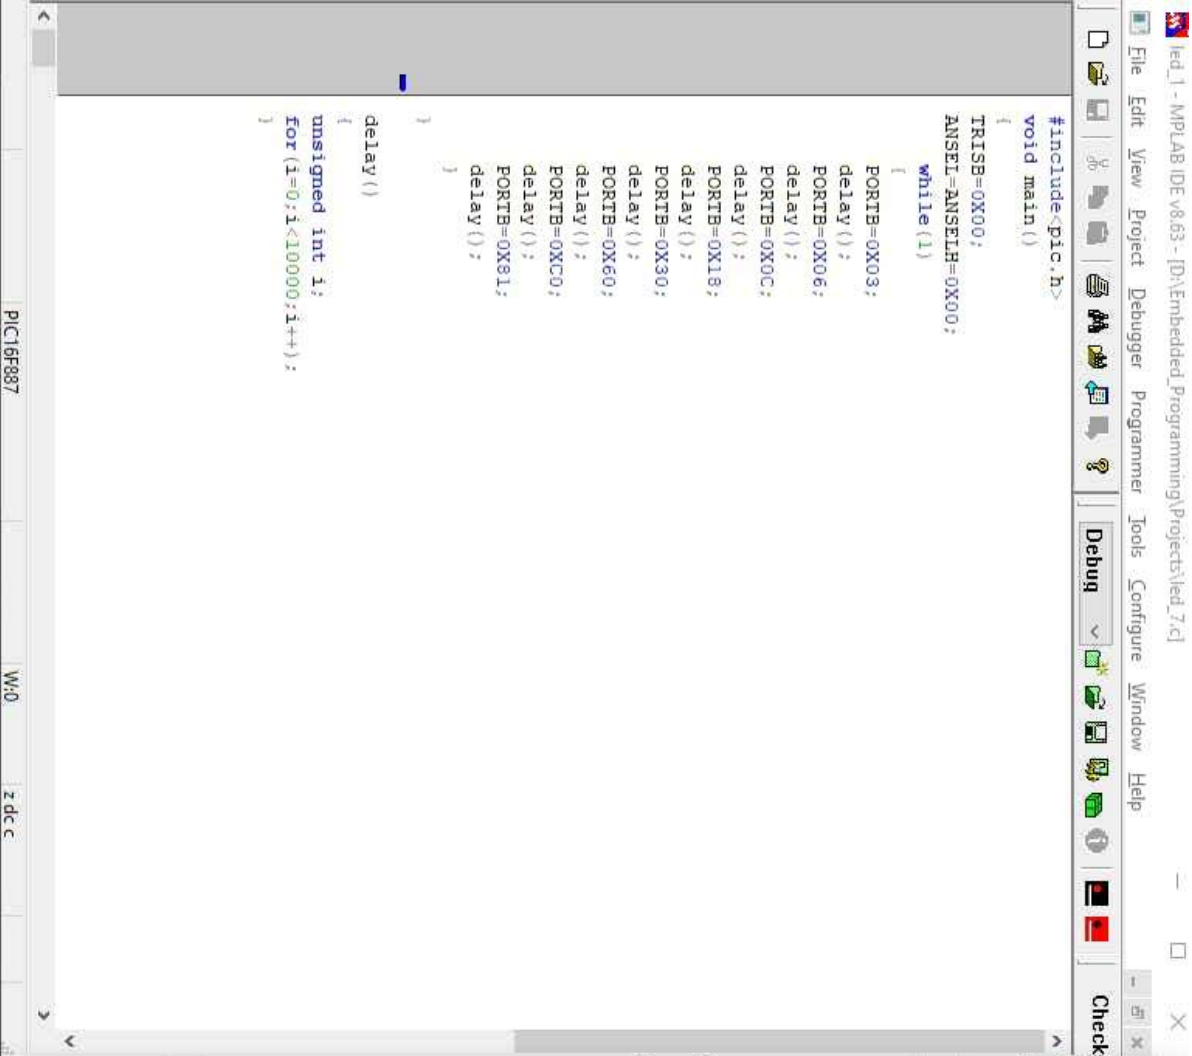 led_1 - MPLAB IDE v8.63 - [D:\Embedded_Programming\Projects\led_7.c]
File Edit View Project Debugger Programmer Tools Configure Window Help
Debug Check
#include<pic.h>
void main()
{
TRISB=0X00;
ANSEL=ANSELH=0X00;
while(1)
{
PORTB=0X03;
delay();
PORTB=0X06;
delay();
PORTB=0X0C;
delay();
PORTB=0X18;
delay();
PORTB=0X30;
delay();
PORTB=0X60;
delay();
PORTB=0XC0;
delay();
PORTB=0X81;
delay();
}
}
delay()
{
unsigned int i;
for(i=0;i<10000;i++);
}
PIC16F887 W:0 z dc c